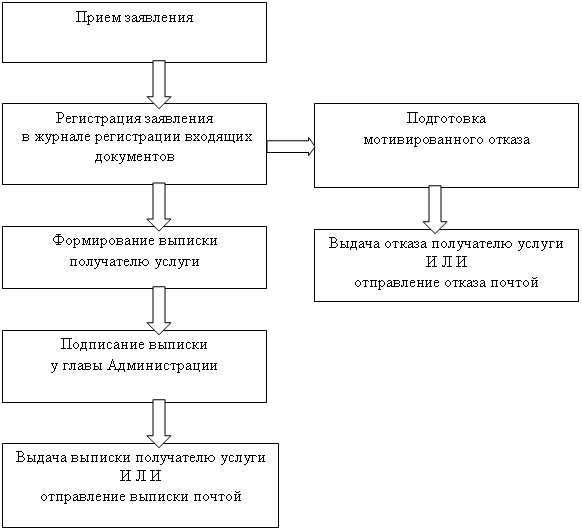 Прием заявления
Регистрация заявления
в журнале регистрации входящих
документов
Подготовка
мотивированного отказа
Формирование выписки
получателю услуги
Выдача отказа получателю услуги
И Л И
отправление отказа почтой
Подписание выписки
у главы Администрации
Выдача выписки получателю услуги
И Л И
отправление выписки почтой